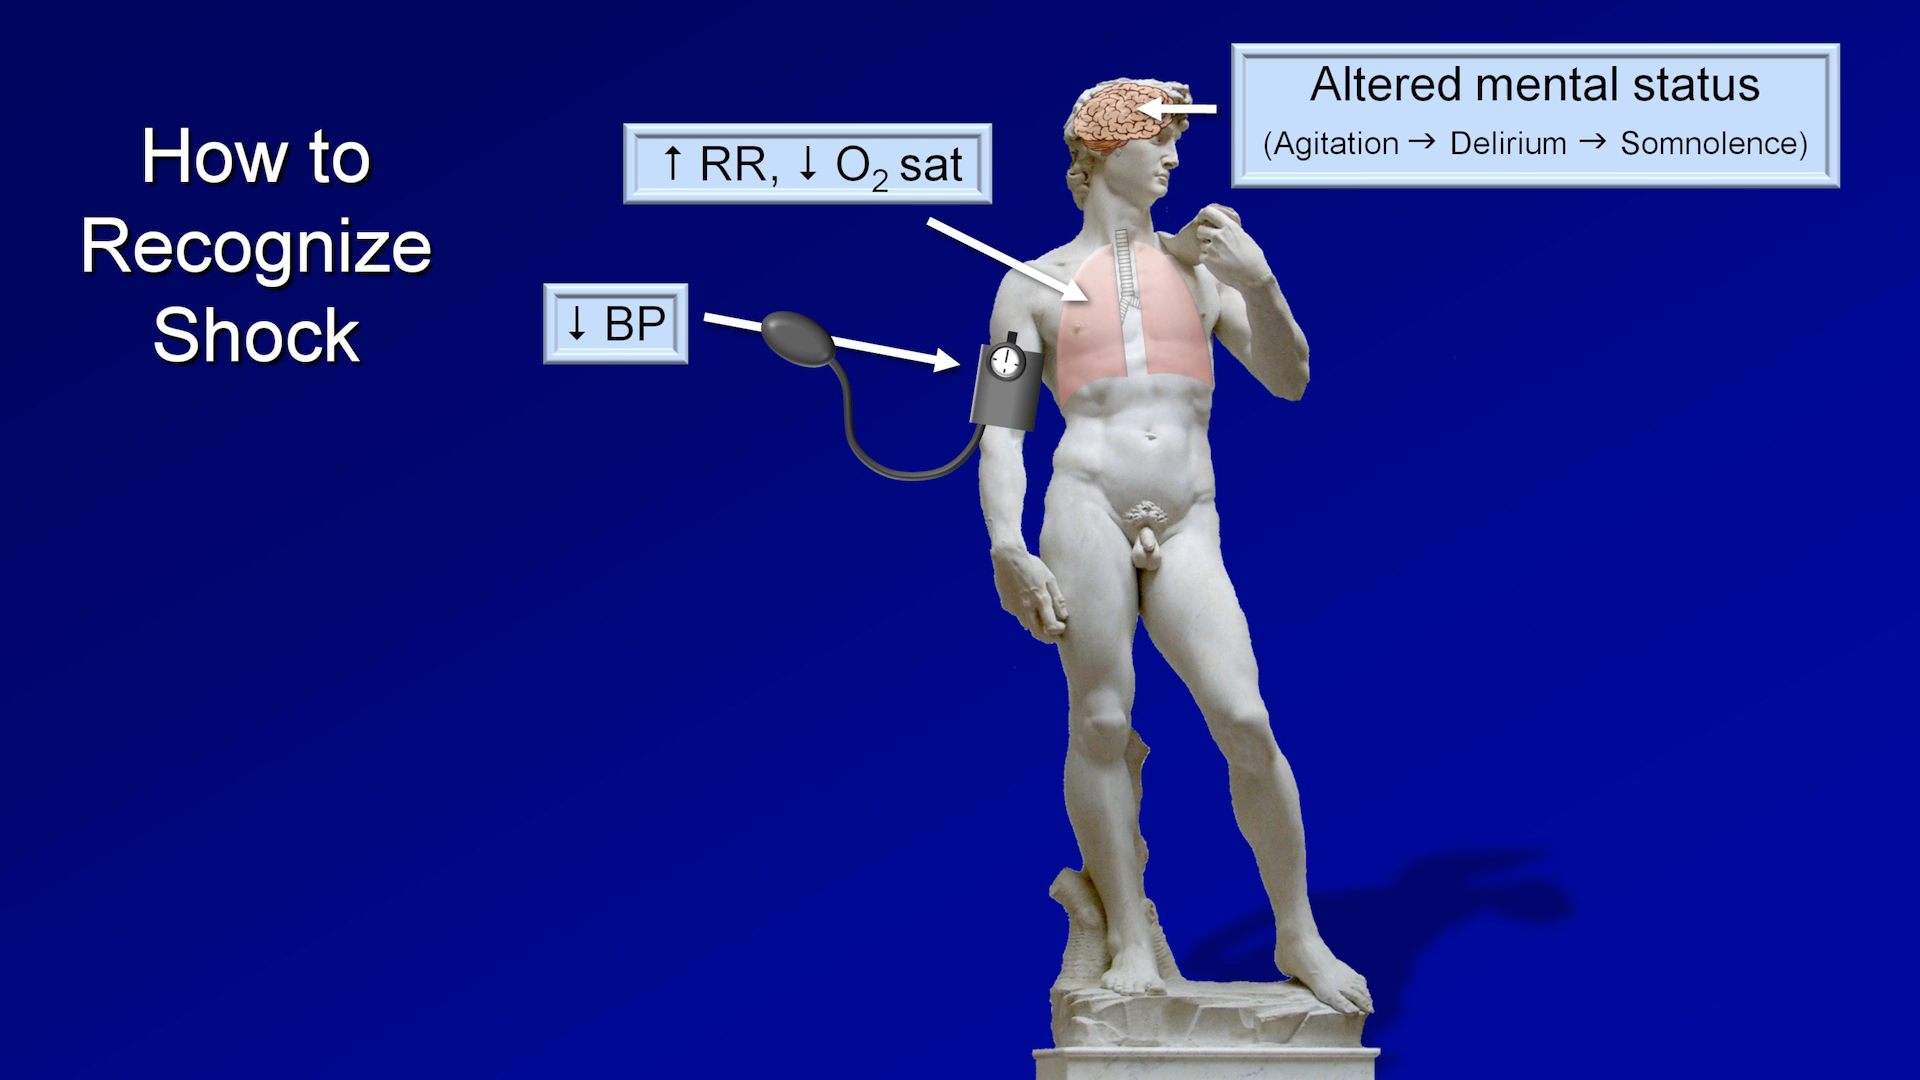 How to
Recognize
Shock
↓ BP
↑ RR, ↓ O₂ sat
Altered mental status
(Agitation → Delirium → Somnolence)